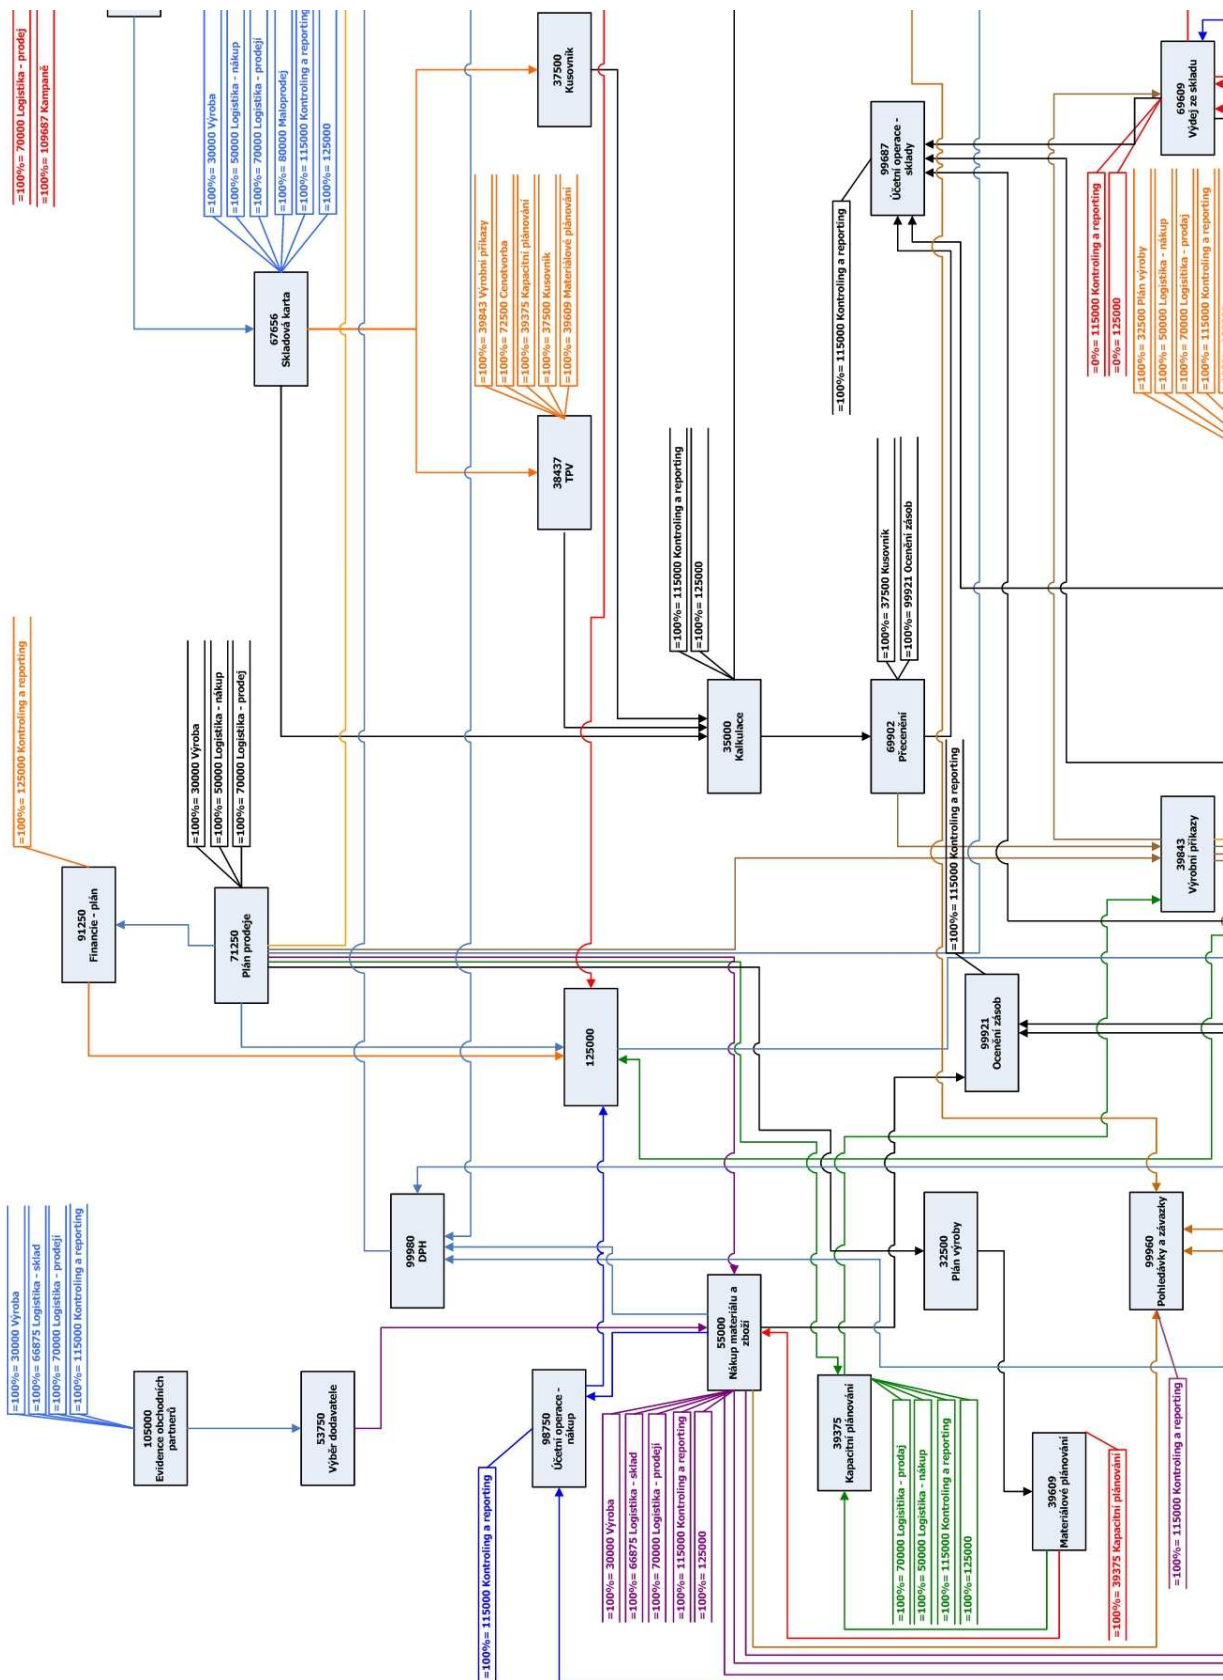 =100%= 70000 Logistika - prodej
=100%= 109687 Kampaně
=100%= 30000 Výroba
=100%= 50000 Logistika - nákup
=100%= 70000 Logistika - prodejí
=100%= 80000 Maloprodej
=100%= 115000 Kontroling a reporting
=100%= 125000
67656
Skladová karta
37500
Kusovník
=100%= 39843 Výrobní příkazy
=100%= 72500 Cenotvorba
=100%= 39375 Kapacitní plánování
=100%= 37500 Kusovník
=100%= 39609 Materiálové plánování
38437
TPV
99687
Účetní operace -
sklady
=100%= 115000 Kontroling a reporting
69609
Výdej ze skladu
=0%= 115000 Kontroling a reporting
=0%= 125000
=100%= 32500 Plán výroby
=100%= 50000 Logistika - nákup
=100%= 70000 Logisitika - prodaj
=100%= 115000 Kontroling a reporting
=100%= 125000 Kontroling a reporting
91250
Financie - plán
=100%= 30000 Výroba
=100%= 50000 Logistika - nákup
=100%= 70000 Logistika - prodej
71250
Plán prodeje
125000
=100%= 115000 Kontroling a reporting
=100%= 125000
35000
Kalkulace
=100%= 37500 Kusovník
=100%= 99921 Ocenění zásob
69902
Přecenění
=100%= 115000 Kontroling a reporting
99921
Ocenění zásob
39843
Výrobní příkazy
=100%= 30000 Výroba
=100%= 66875 Logistika - sklad
=100%= 70000 Logistika - prodejí
=100%= 115000 Kontroling a reporting
105000
Evidence obchodních
partnerů
53750
Výběr dodavatele
99980
DPH
98750
Účetní operace -
nákup
=100%= 115000 Kontroling a reporting
55000
Nákup materiálu a
zboží
=100%= 30000 Výroba
=100%= 66875 Logistika - sklad
=100%= 70000 Logistika - prodejí
=100%= 115000 Kontroling a reporting
=100%= 125000
39375
Kapacitní plánování
=100%= 70000 Logisitika - prodaj
=100%= 50000 Logistika - nákup
=100%= 115000 Kontroling a reporting
=100%=125000
32500
Plán výroby
39609
Materiálové plánování
=100%= 39375 Kapacitní plánování
99960
Pohledávky a závazky
=100%= 115000 Kontroling a reporting